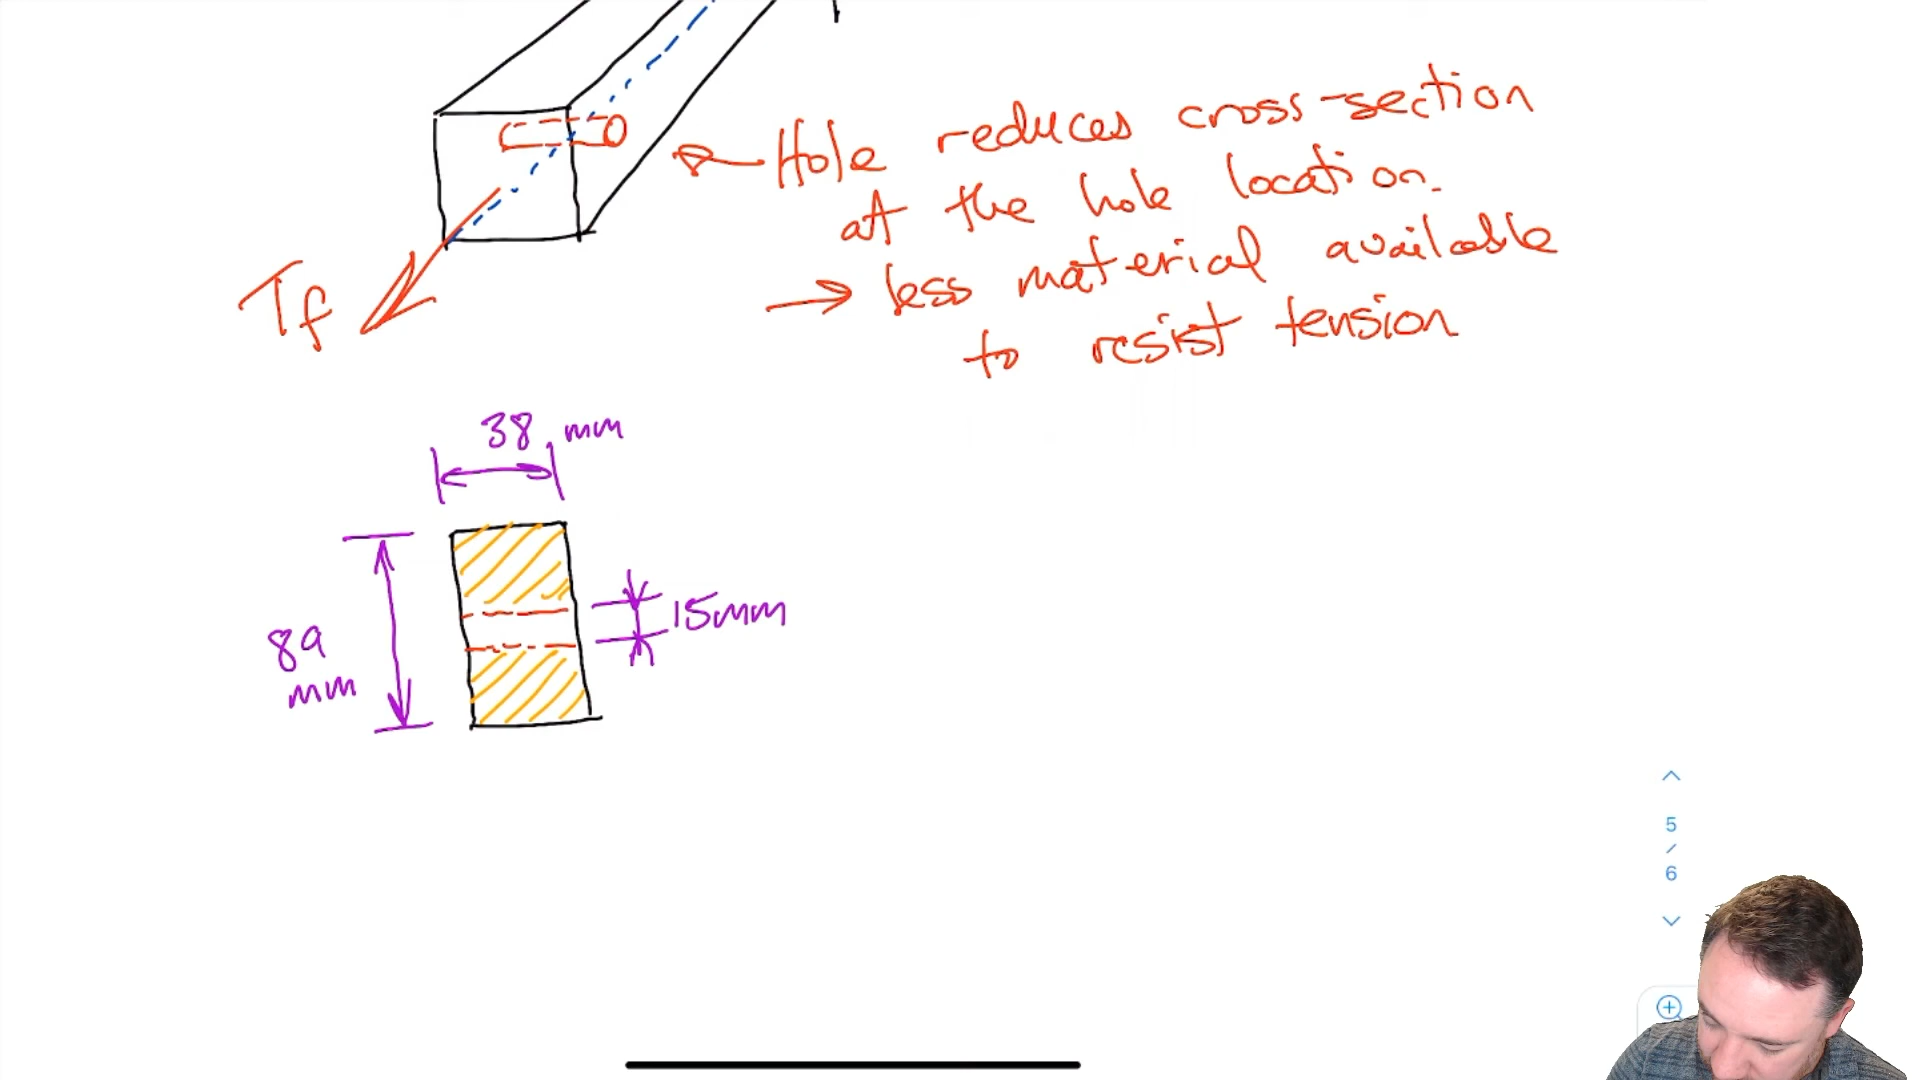 Hole reduces cross-section
at the hole location.
→ less material available
to resist tension
Tf
38 mm
89
mm
15mm
5
/
6